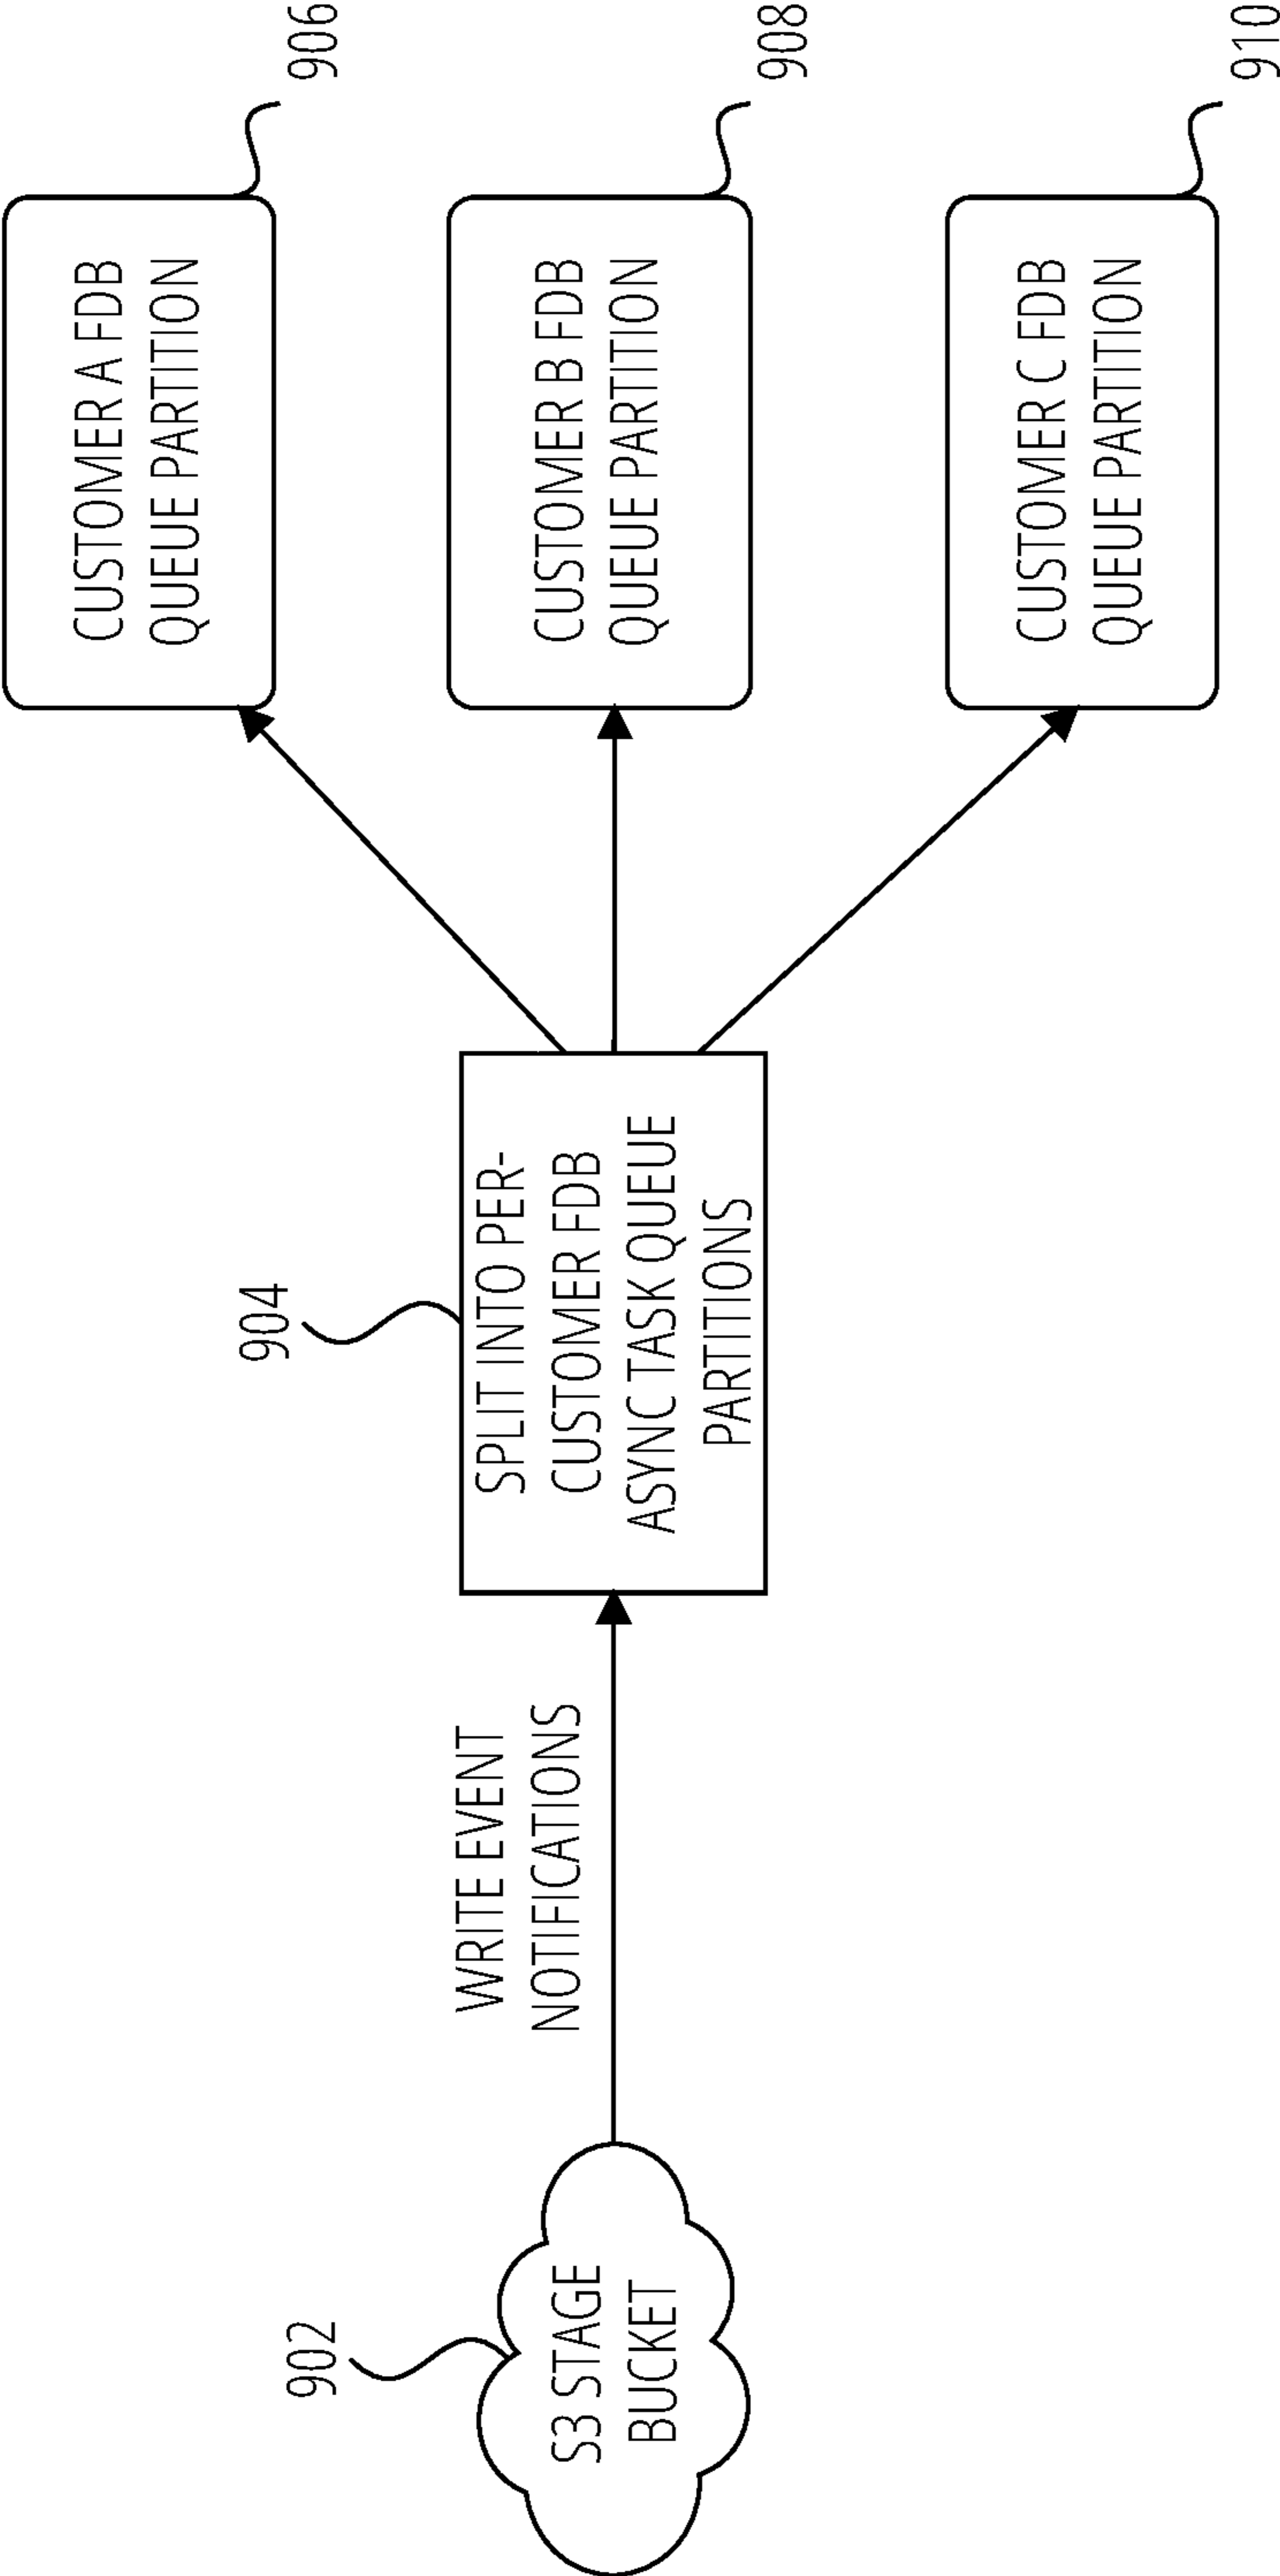 902
S3 STAGE
BUCKET
WRITE EVENT
NOTIFICATIONS
904
SPLIT INTO PER-
CUSTOMER FDB
ASYNC TASK QUEUE
PARTITIONS
CUSTOMER A FDB
QUEUE PARTITION
906
CUSTOMER B FDB
QUEUE PARTITION
908
CUSTOMER C FDB
QUEUE PARTITION
910